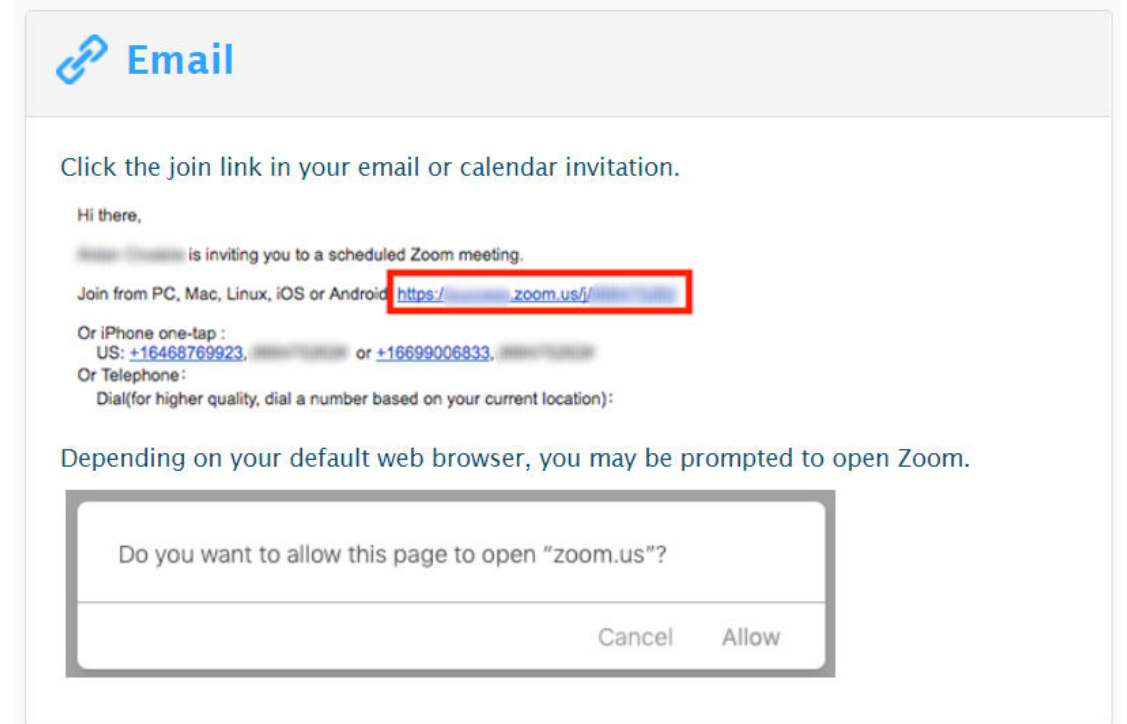 Email
Click the join link in your email or calendar invitation.
Hi there,
is inviting you to a scheduled Zoom meeting.
Join from PC, Mac, Linux, iOS or Android: https:/ .zoom.us/j/
Or iPhone one-tap :
US: +16468769923, or +16699006833,
Or Telephone:
Dial(for higher quality, dial a number based on your current location):
Depending on your default web browser, you may be prompted to open Zoom.
Do you want to allow this page to open “zoom.us”?
Cancel Allow